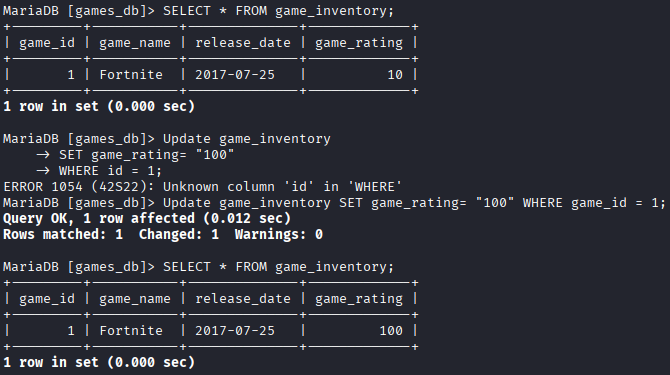 MariaDB [games_db]> SELECT * FROM game_inventory;
+---------+-----------+--------------+-------------+
| game_id | game_name | release_date | game_rating |
+---------+-----------+--------------+-------------+
|       1 | Fortnite  | 2017-07-25   |          10 |
+---------+-----------+--------------+-------------+
1 row in set (0.000 sec)
MariaDB [games_db]> Update game_inventory
    -> SET game_rating= "100"
    -> WHERE id = 1;
ERROR 1054 (42S22): Unknown column 'id' in 'WHERE'
MariaDB [games_db]> Update game_inventory SET game_rating= "100" WHERE game_id = 1;
Query OK, 1 row affected (0.012 sec)
Rows matched: 1  Changed: 1  Warnings: 0
MariaDB [games_db]> SELECT * FROM game_inventory;
+---------+-----------+--------------+-------------+
| game_id | game_name | release_date | game_rating |
+---------+-----------+--------------+-------------+
|       1 | Fortnite  | 2017-07-25   |         100 |
+---------+-----------+--------------+-------------+
1 row in set (0.000 sec)